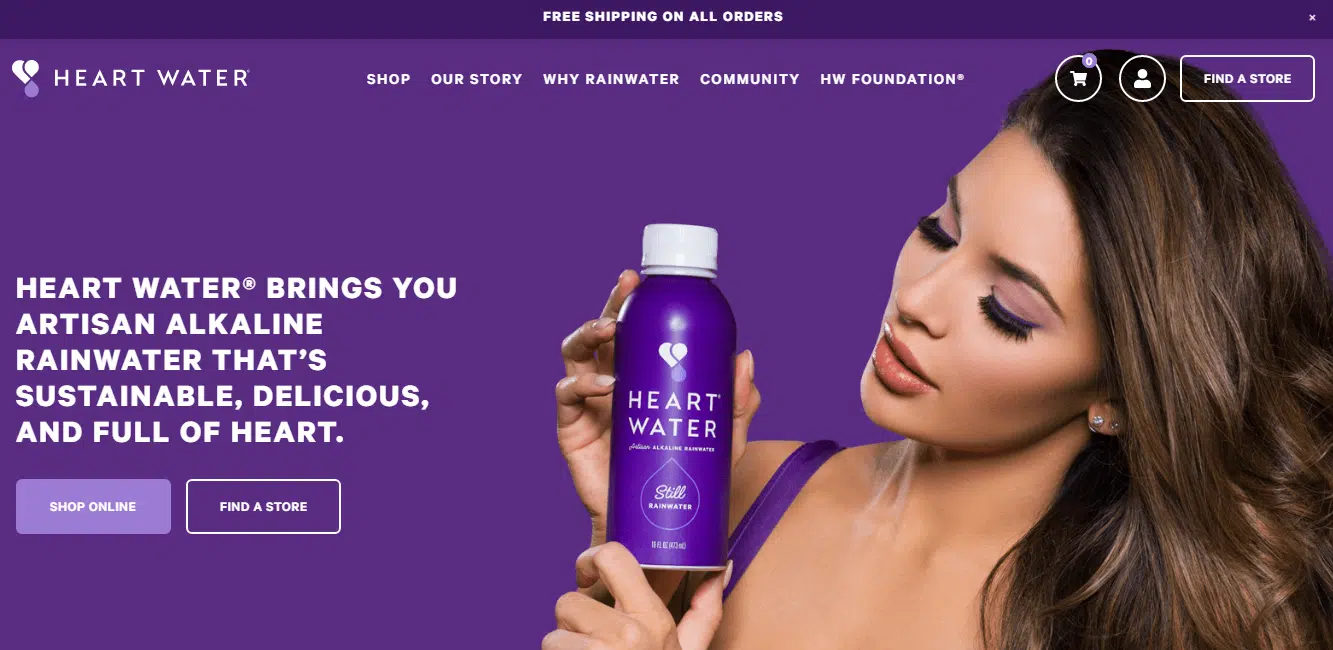 FREE SHIPPING ON ALL ORDERS
×
HEART WATER®
SHOP
OUR STORY
WHY RAINWATER
COMMUNITY
HW FOUNDATION®
0
FIND A STORE
HEART WATER® BRINGS YOU
ARTISAN ALKALINE
RAINWATER THAT’S
SUSTAINABLE, DELICIOUS,
AND FULL OF HEART.
SHOP ONLINE
FIND A STORE
HEART
WATER®
Artisan ALKALINE RAINWATER
Still
RAINWATER
16 FL OZ (473 mL)